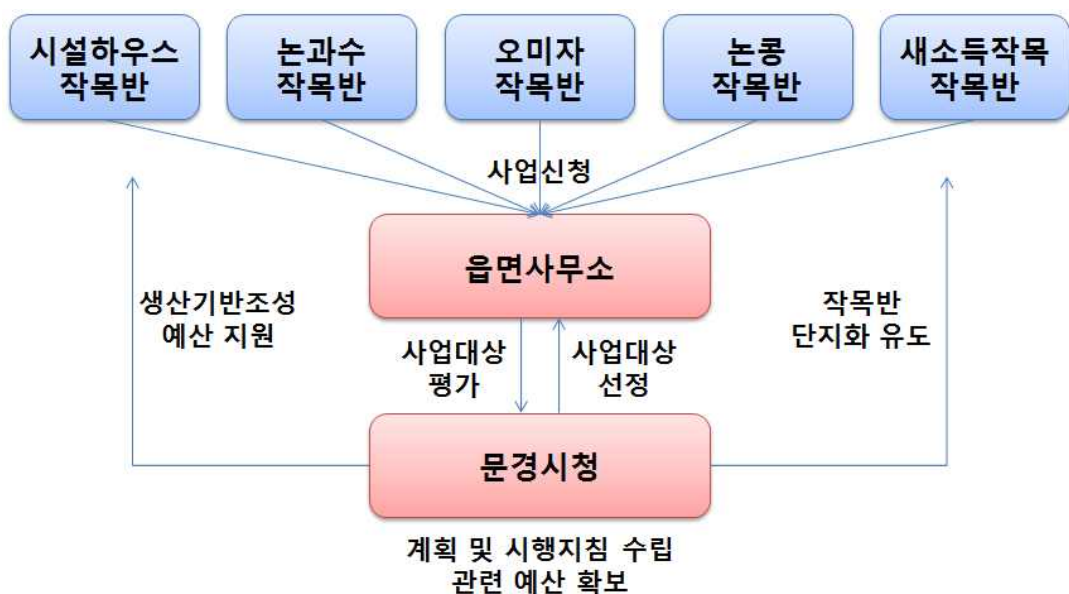 시설하우스
작목반
논과수
작목반
오미자
작목반
논콩
작목반
새소득작목
작목반
사업신청
읍면사무소
생산기반조성
예산 지원
작목반
단지화 유도
사업대상
평가
사업대상
선정
문경시청
계획 및 시행지침 수립
관련 예산 확보